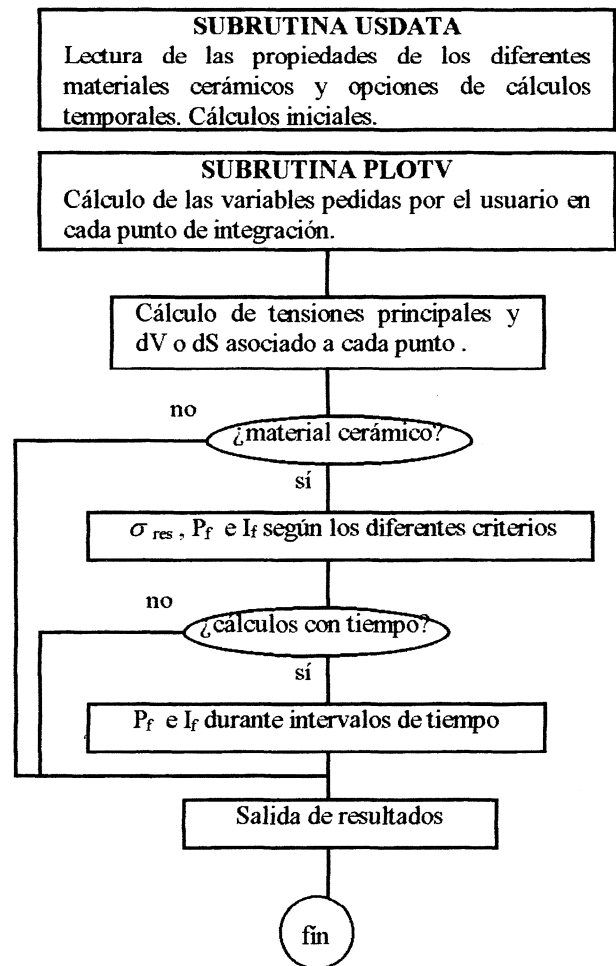 SUBRUTINA USDATA
Lectura de las propiedades de los diferentes
materiales cerámicos y opciones de cálculos
temporales. Cálculos iniciales.
SUBRUTINA PLOTV
Cálculo de las variables pedidas por el usuario en
cada punto de integración.
Cálculo de tensiones principales y
dV o dS asociado a cada punto .
no
¿material cerámico?
sí
σ res , Pf e If según los diferentes criterios
no
¿cálculos con tiempo?
sí
Pf e If durante intervalos de tiempo
Salida de resultados
fin